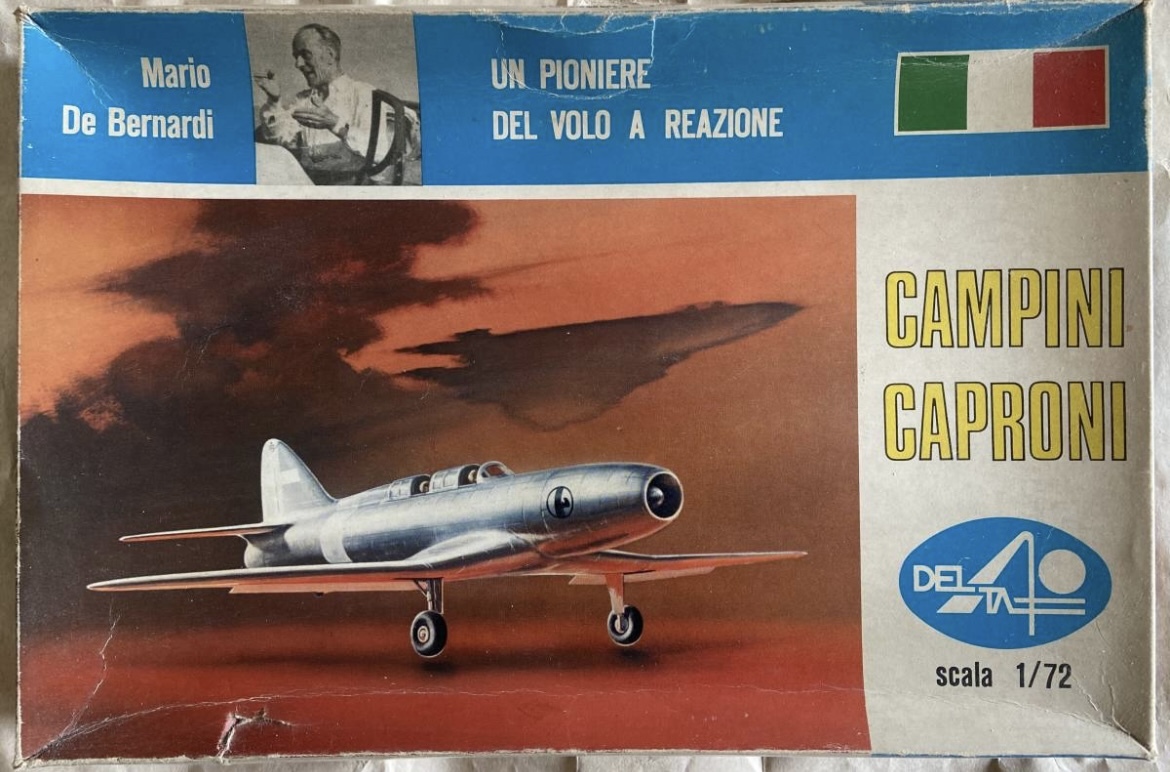 Mario
De Bernardi
UN PIONIERE
DEL VOLO A REAZIONE
CAMPINI
CAPRONI
DELTA
scala 1/72